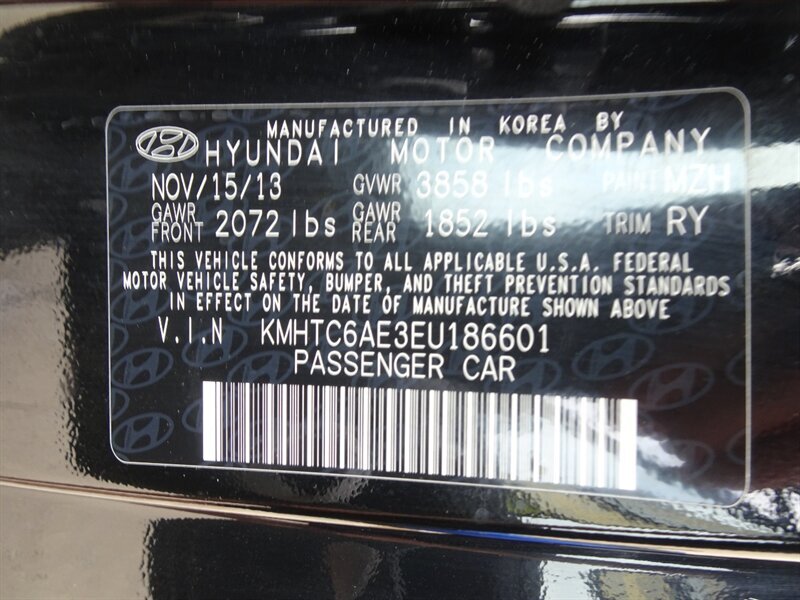 MANUFACTURED IN KOREA BY
HYUNDAI MOTOR COMPANY
NOV/15/13 GVWR 3858 lbs PAINT MZH
GAWR FRONT 2072 lbs GAWR REAR 1852 lbs TRIM RY
THIS VEHICLE CONFORMS TO ALL APPLICABLE U.S.A. FEDERAL
MOTOR VEHICLE SAFETY, BUMPER, AND THEFT PREVENTION STANDARDS
IN EFFECT ON THE DATE OF MANUFACTURE SHOWN ABOVE
V.I.N KMHTC6AE3EU186601
PASSENGER CAR